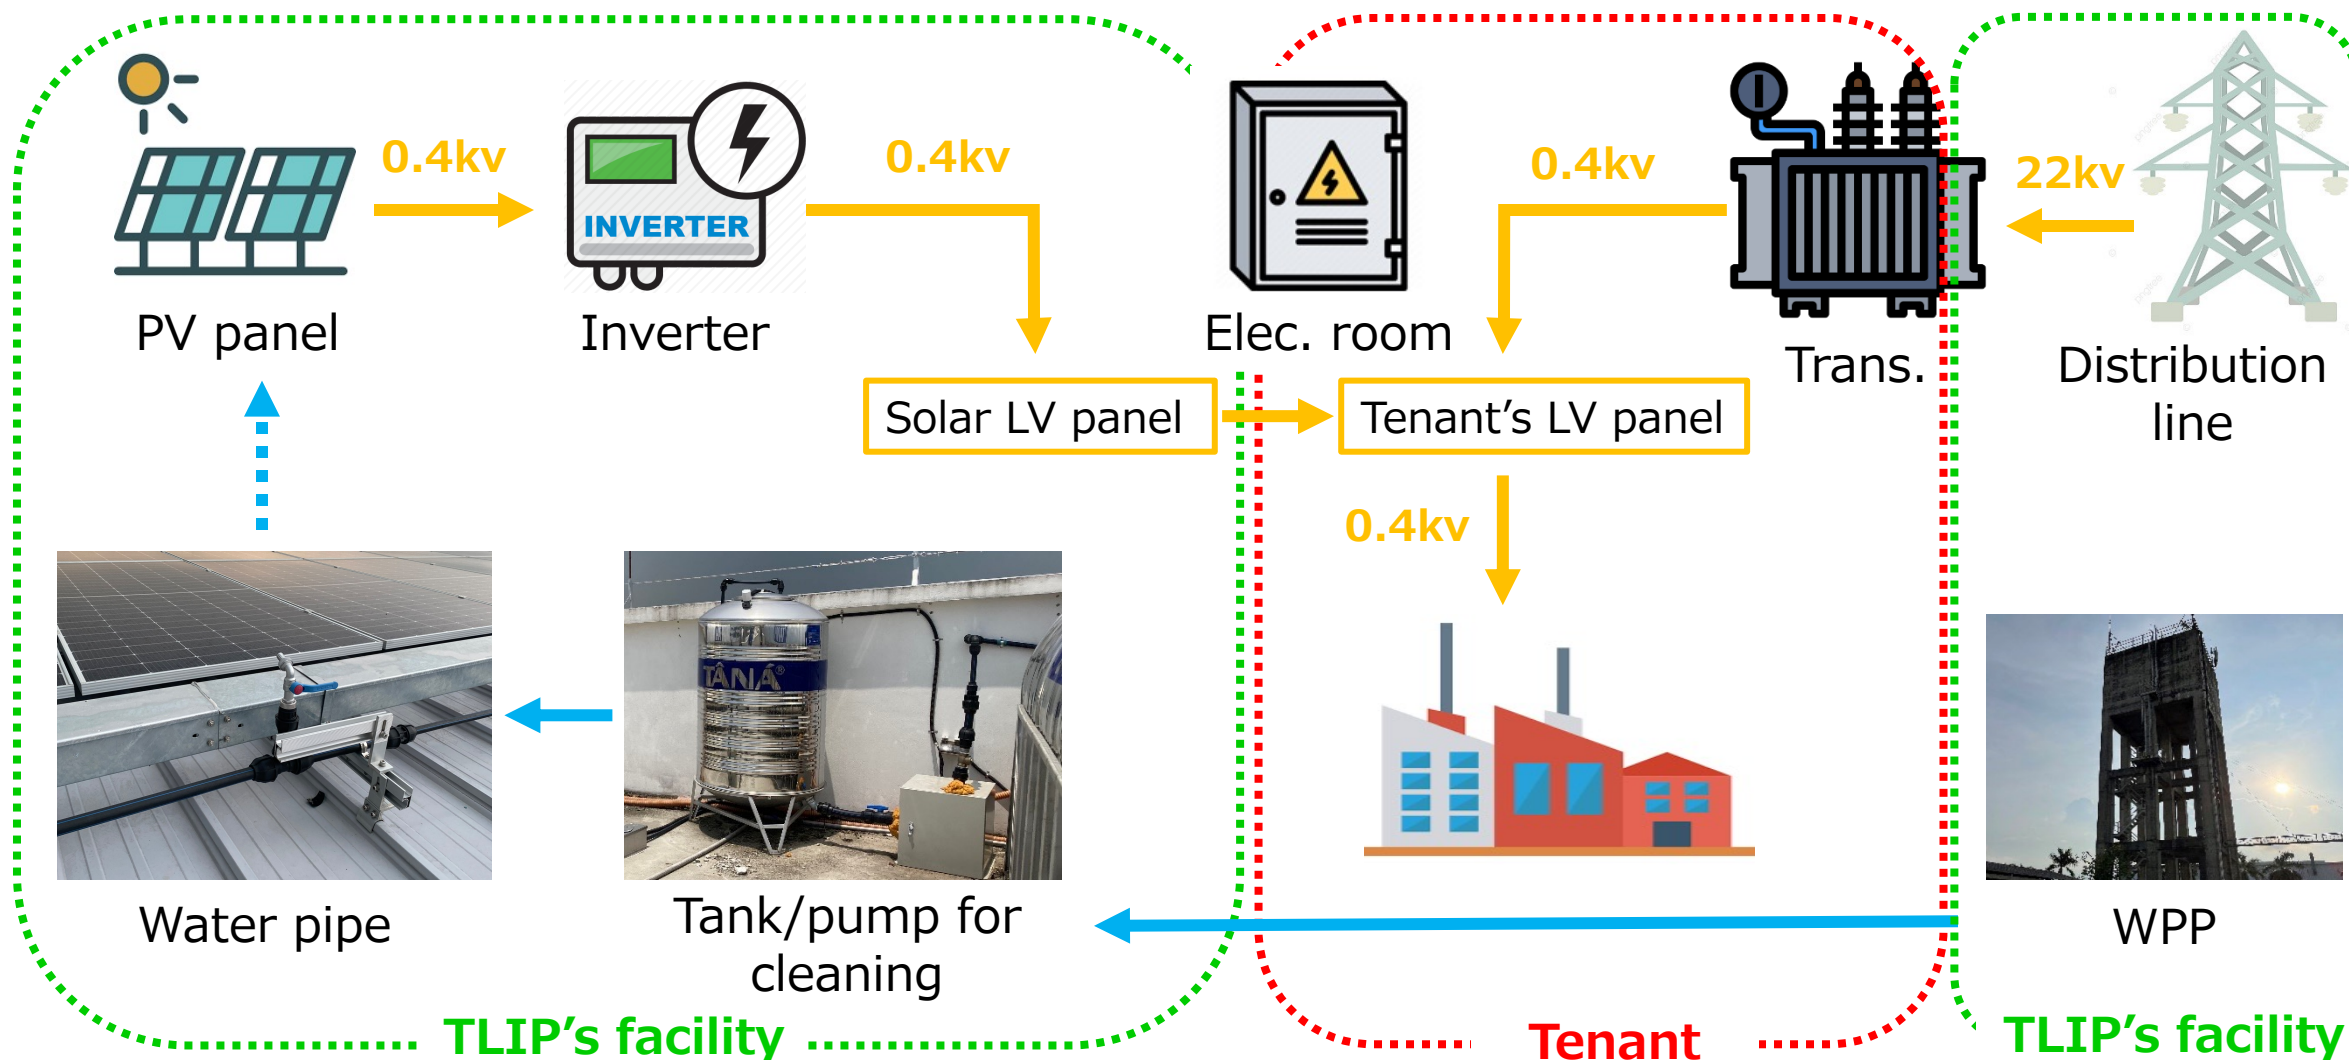 0.4kv
0.4kv
0.4kv
22kv
INVERTER
PV panel
Inverter
Elec. room
Trans.
Distribution
line
Solar LV panel
Tenant's LV panel
0.4kv
TÂNÁ®
Water pipe
Tank/pump for
cleaning
WPP
TLIP's facility
Tenant
TLIP's facility